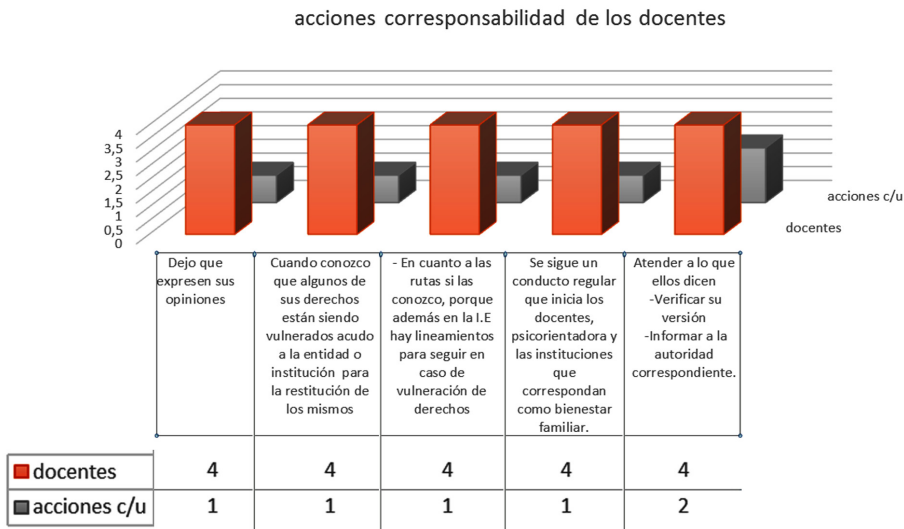 acciones corresponsabilidad de los docentes
4
3,5
3
2,5
2
1,5
1
0,5
0
acciones c/u
docentes
Dejo que
expresen sus
opiniones
Cuando conozco
que algunos de
sus derechos
están siendo
vulnerados acudo
a la entidad o
institución para
la restitución de
los mismos
- En cuanto a las
rutas si las
conozco, porque
además en la I.E
hay lineamientos
para seguir en
caso de
vulneración de
derechos
Se sigue un
conducto regular
que inicia los
docentes,
psicorientadora y
las instituciones
que
correspondan
como bienestar
familiar.
Atender a lo que
ellos dicen
-Verificar su
versión
-Informar a la
autoridad
correspondiente.
docentes 4 4 4 4 4
acciones c/u 1 1 1 1 2